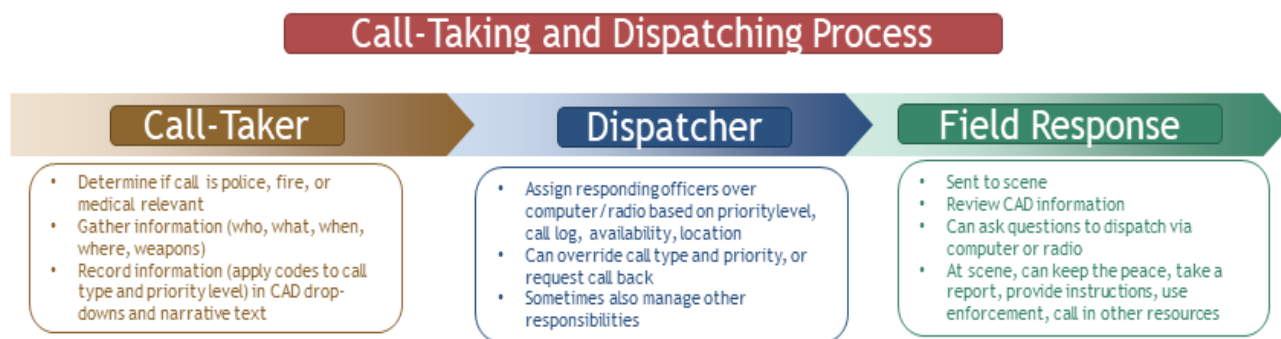 Call-Taking and Dispatching Process
Call-Taker
• Determine if call is police, fire, or
medical relevant
• Gather information (who, what, when,
where, weapons)
• Record information (apply codes to call
type and priority level) in CAD drop-
downs and narrative text
Dispatcher
• Assign responding officers over
computer/radio based on priority level,
call log, availability, location
• Can override call type and priority, or
request call back
• Sometimes also manage other
responsibilities
Field Response
• Sent to scene
• Review CAD information
• Can ask questions to dispatch via
computer or radio
• At scene, can keep the peace, take a
report, provide instructions, use
enforcement, call in other resources